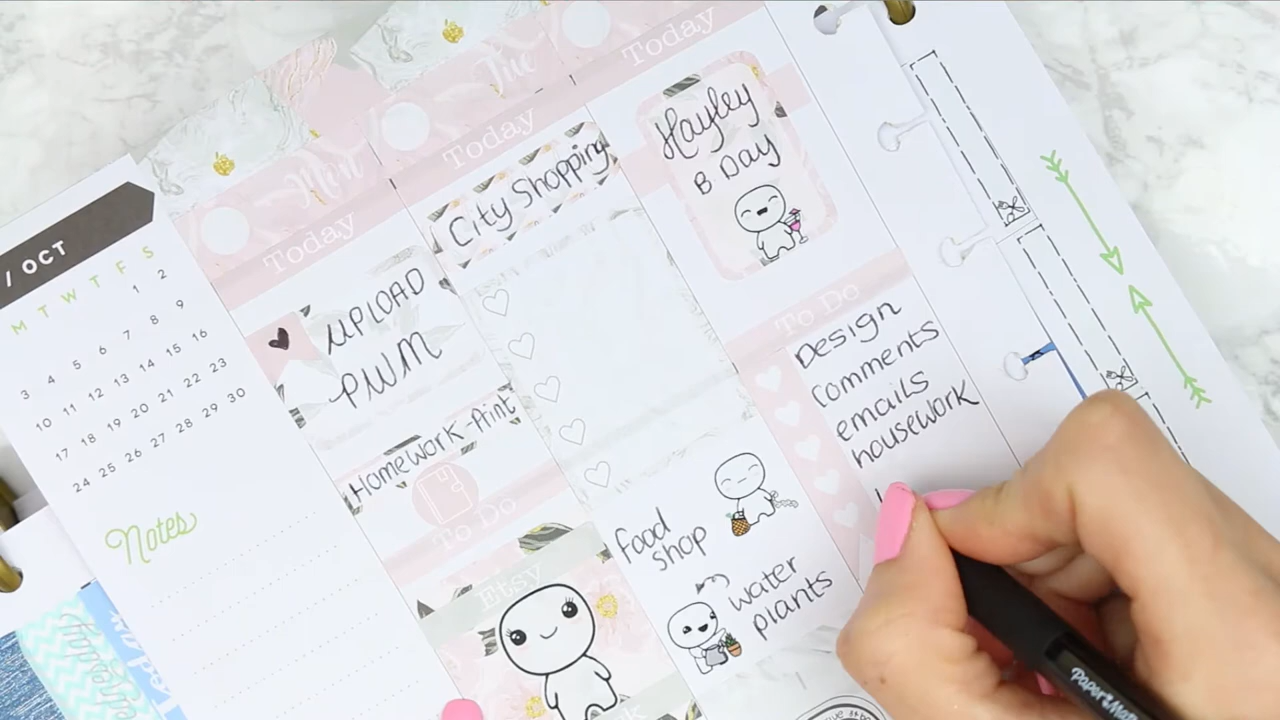 / OCT
M T W T F S
1 2
3 4 5 6 7 8 9
10 11 12 13 14 15 16
17 18 19 20 21 22 23
24 25 26 27 28 29 30
Notes
Mon
Today
UPLOAD
PWM
Homework-Print
To Do
Etsy
Tue
Today
City Shopping
food
shop
water
plants
Today
Hayley
B Day
To Do
Design
comments
emails
housework
PaperMa